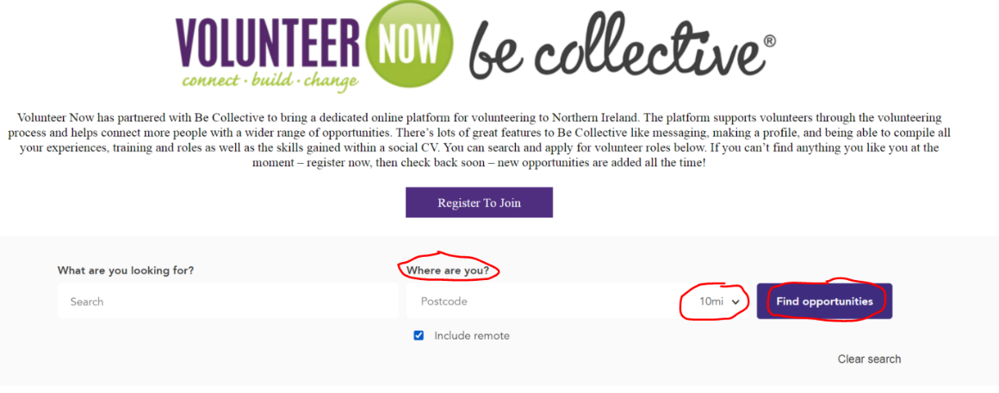 VOLUNTEER NOW be collective®
connect · build · change
Volunteer Now has partnered with Be Collective to bring a dedicated online platform for volunteering to Northern Ireland. The platform supports volunteers through the volunteering
process and helps connect more people with a wider range of opportunities. There’s lots of great features to Be Collective like messaging, making a profile, and being able to compile all
your experiences, training and roles as well as the skills gained within a social CV. You can search and apply for volunteer roles below. If you can’t find anything you like you at the
moment – register now, then check back soon – new opportunities are added all the time!
Register To Join
What are you looking for? Where are you?
Search Postcode 10mi Find opportunities
Include remote
Clear search